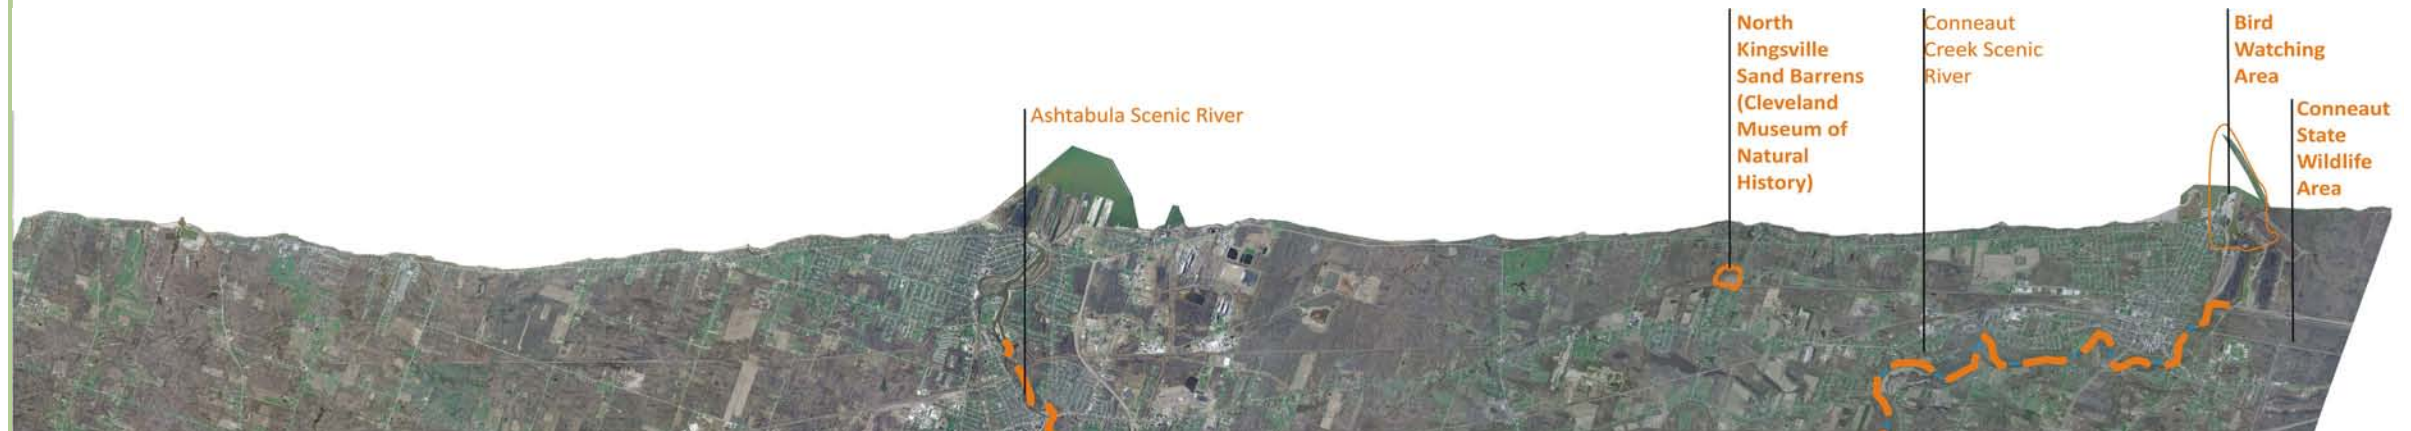 Ashtabula Scenic River
North
Kingsville
Sand Barrens
(Cleveland
Museum of
Natural
History)
Conneaut
Creek Scenic
River
Bird
Watching
Area
Conneaut
State
Wildlife
Area